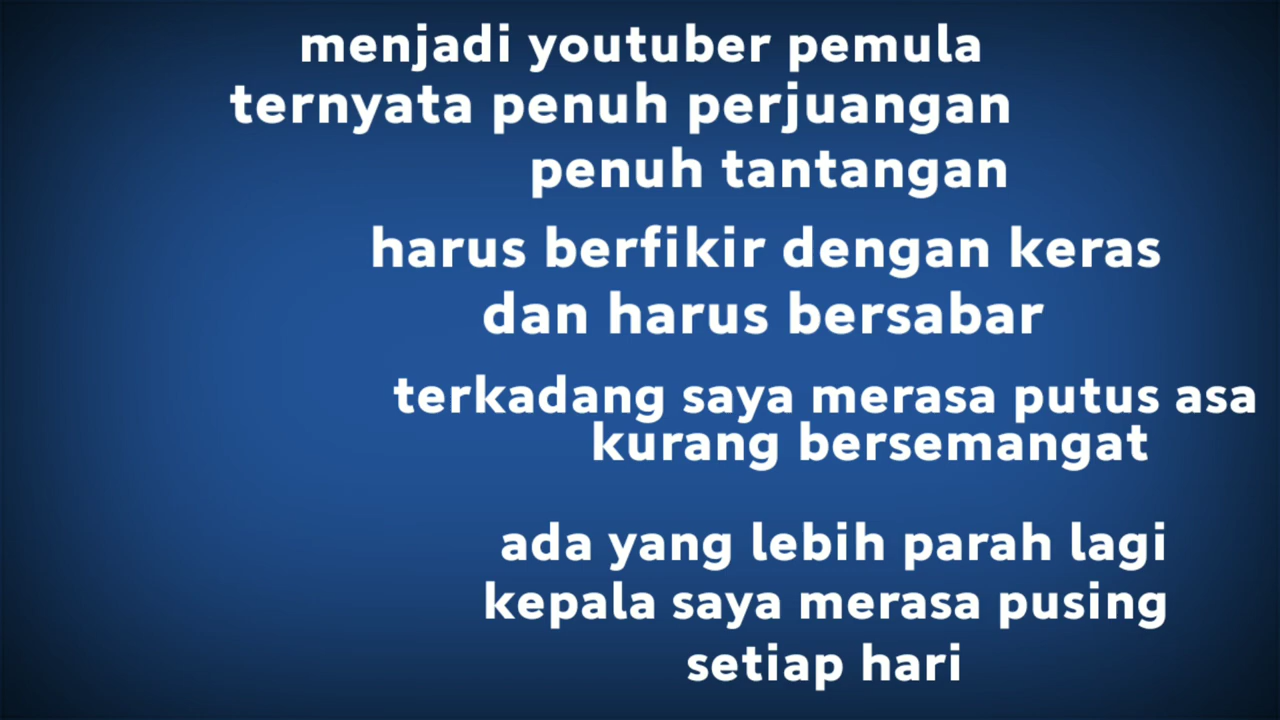 menjadi youtuber pemula
ternyata penuh perjuangan
penuh tantangan
harus berfikir dengan keras
dan harus bersabar
terkadang saya merasa putus asa
kurang bersemangat
ada yang lebih parah lagi
kepala saya merasa pusing
setiap hari